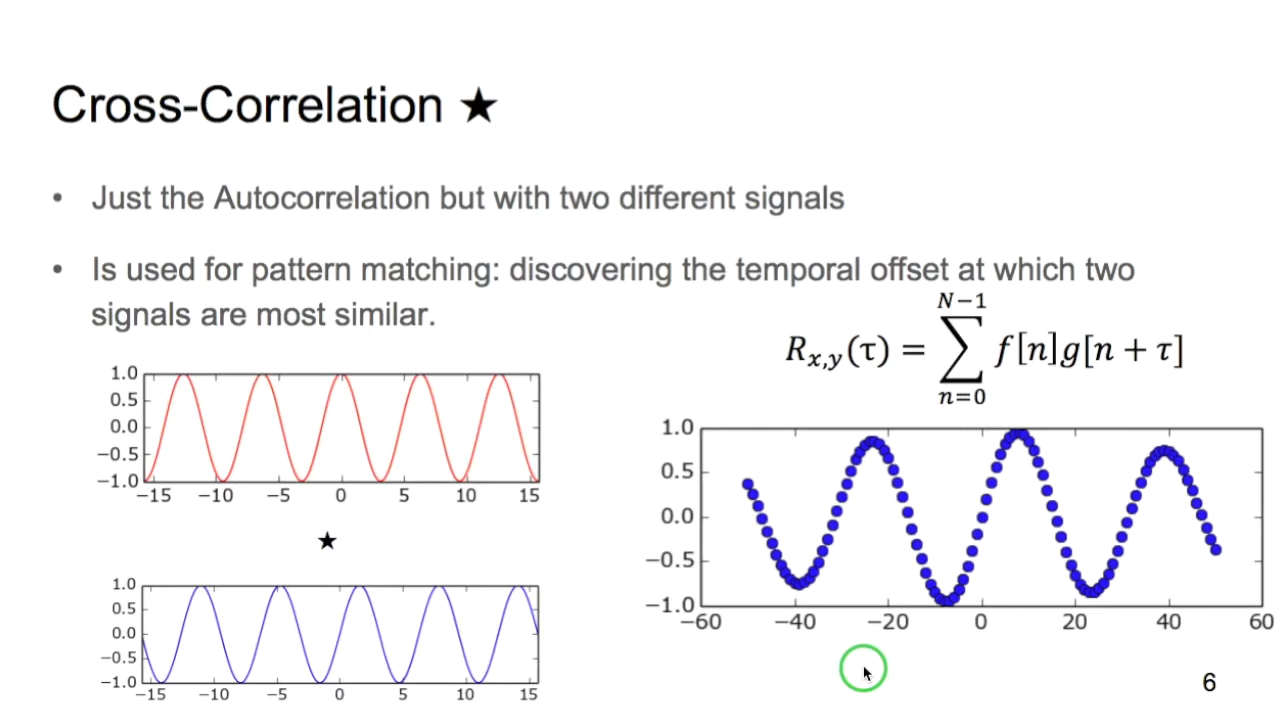 Cross-Correlation ★
• Just the Autocorrelation but with two different signals
• Is used for pattern matching: discovering the temporal offset at which two
signals are most similar.
N−1
R_{x,y}(τ) = ∑ f[n]g[n + τ]
n=0
1.0
0.5
0.0
−0.5
−1.0
−15 −10 −5 0 5 10 15
★
1.0
0.5
0.0
−0.5
−1.0
−15 −10 −5 0 5 10 15
1.0
0.5
0.0
−0.5
−1.0
−60 −40 −20 0 20 40 60
6